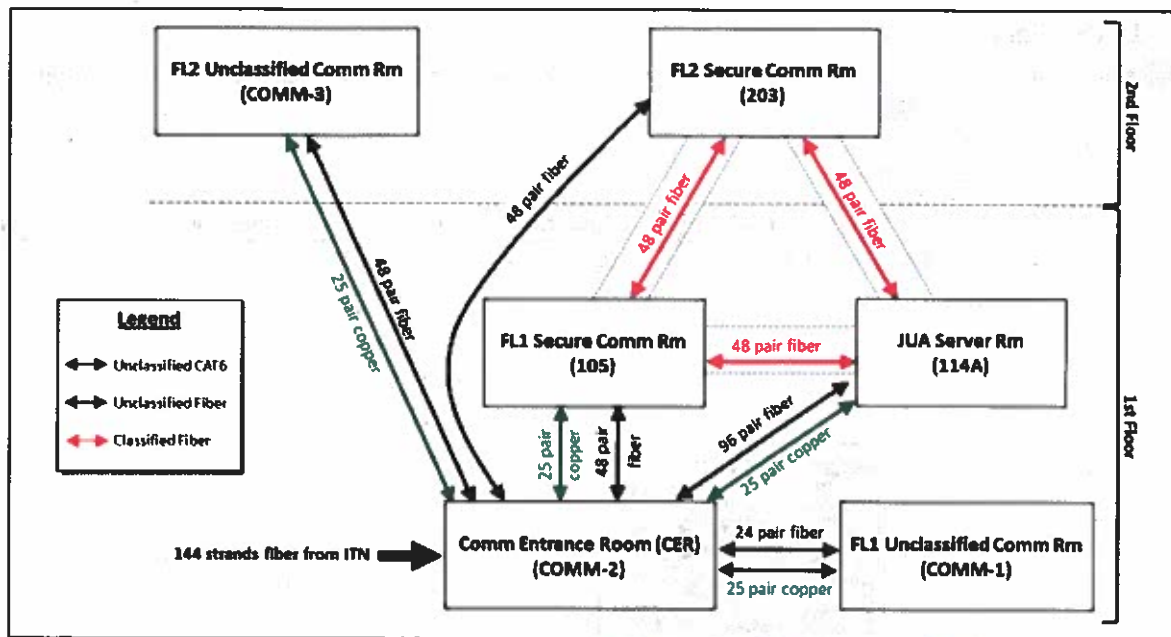 FL2 Unclassified Comm Rm
(COMM-3)
FL2 Secure Comm Rm
(203)
2nd Floor
48 pair fiber
48 pair fiber
48 pair fiber
48 pair fiber
25 pair copper
Legend
Unclassified CAT6
Unclassified Fiber
Classified Fiber
FL1 Secure Comm Rm
(105)
48 pair fiber
JUA Server Rm
(114A)
1st Floor
25 pair
copper
48 pair
fiber
96 pair fiber
25 pair copper
144 strands fiber from ITN
Comm Entrance Room (CER)
(COMM-2)
24 pair fiber
25 pair copper
FL1 Unclassified Comm Rm
(COMM-1)